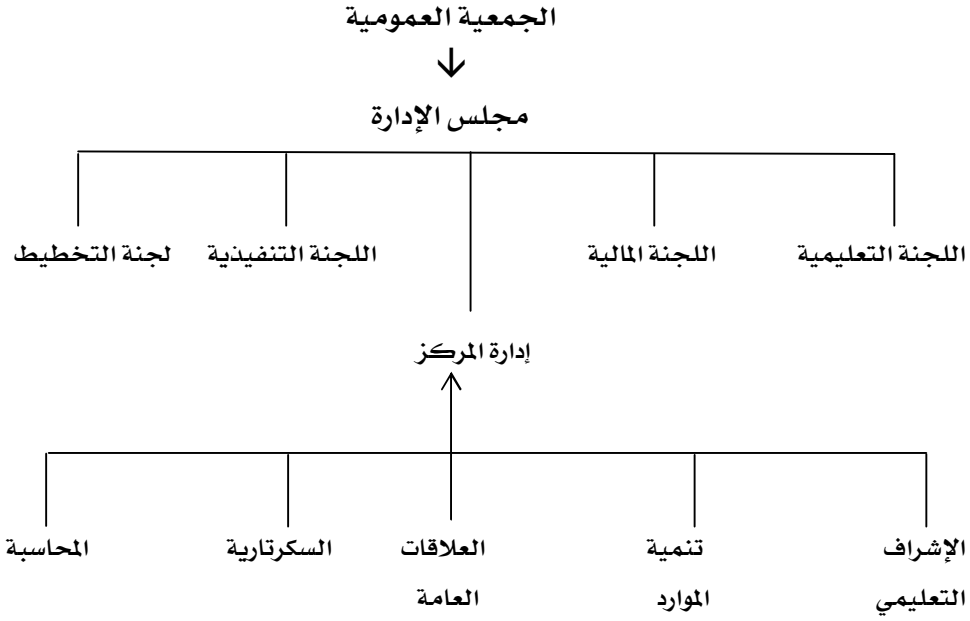 الجمعية العمومية
مجلس الإدارة
اللجنة التعليمية
اللجنة المالية
اللجنة التنفيذية
لجنة التخطيط
إدارة المركز
الإشراف
التعليمي
تنمية
الموارد
العلاقات
العامة
السكرتارية
المحاسبة